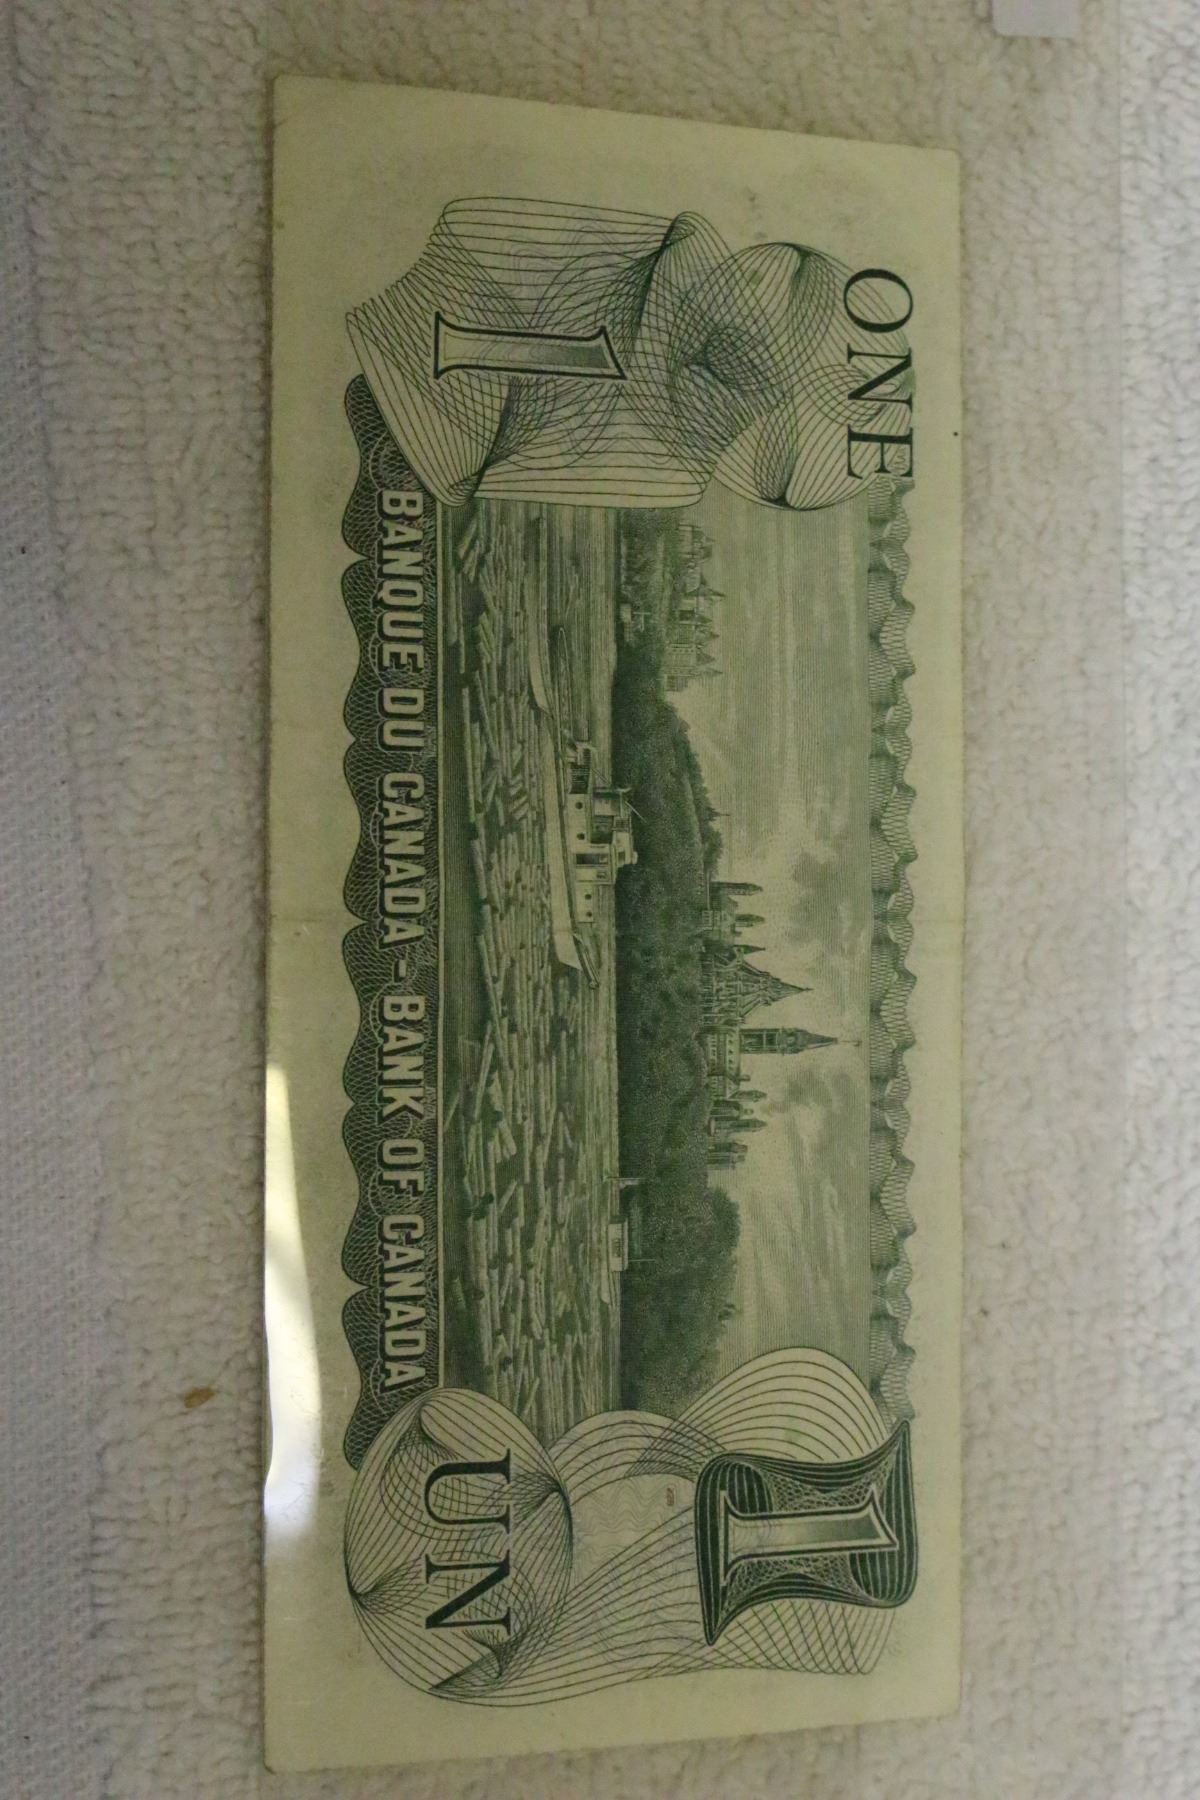 ONE
1
1
UN
BANQUE DU CANADA - BANK OF CANADA